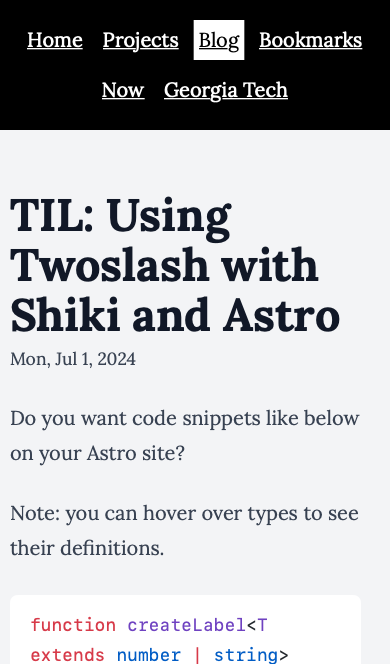 Home Projects Blog Bookmarks
Now Georgia Tech
TIL: Using
Twoslash with
Shiki and Astro
Mon, Jul 1, 2024
Do you want code snippets like below
on your Astro site?
Note: you can hover over types to see
their definitions.
function createLabel<T
extends number | string>